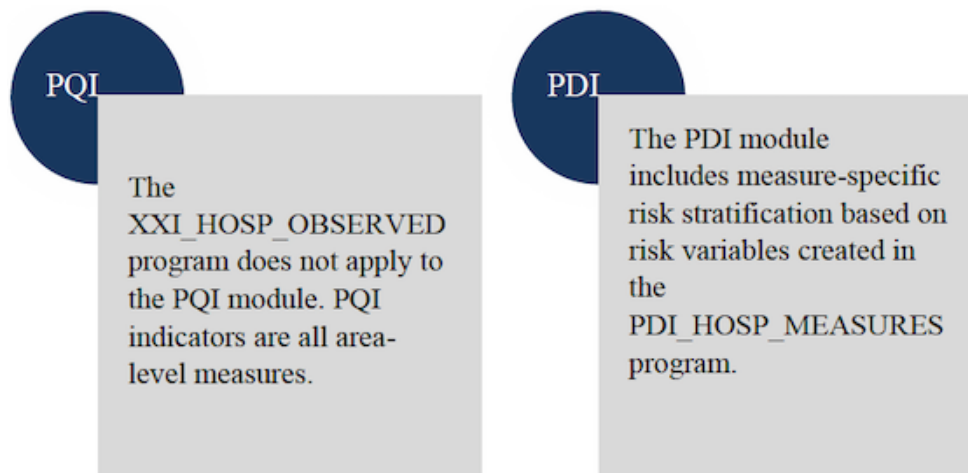 PQI
The
XXI_HOSP_OBSERVED
program does not apply to
the PQI module. PQI
indicators are all area-
level measures.
PDI
The PDI module
includes measure-specific
risk stratification based on
risk variables created in
the
PDI_HOSP_MEASURES
program.